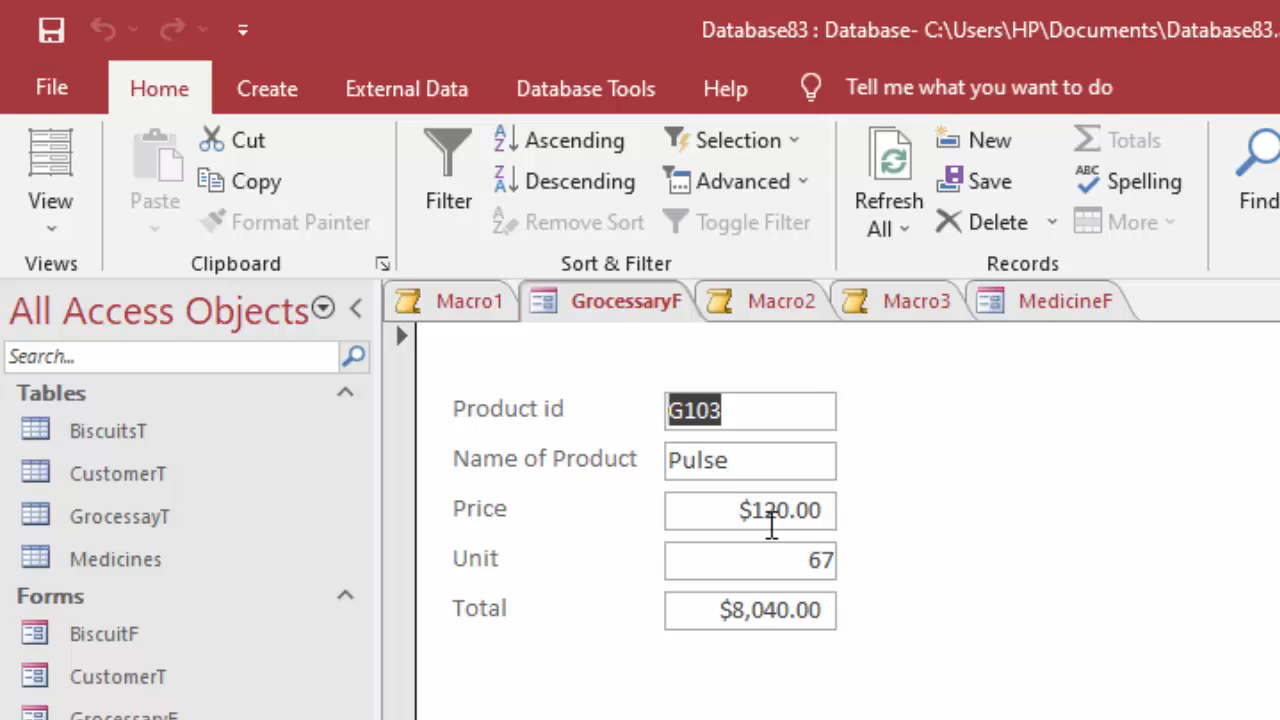 Database83 : Database- C:\Users\HP\Documents\Database83.
File Home Create External Data Database Tools Help Tell me what you want to do
View
Views
Paste
Cut
Copy
Format Painter
Clipboard
Filter
Ascending
Descending
Remove Sort
Selection
Advanced
Toggle Filter
Sort & Filter
Refresh
All
New
Save
Delete
Totals
Spelling
More
Records
Find
All Access Objects
Search...
Tables
BiscuitsT
CustomerT
GrocessayT
Medicines
Forms
BiscuitF
CustomerT
GrocessaryF
Macro1 GrocessaryF Macro2 Macro3 MedicineF
Product id G103
Name of Product Pulse
Price $120.00
Unit 67
Total $8,040.00